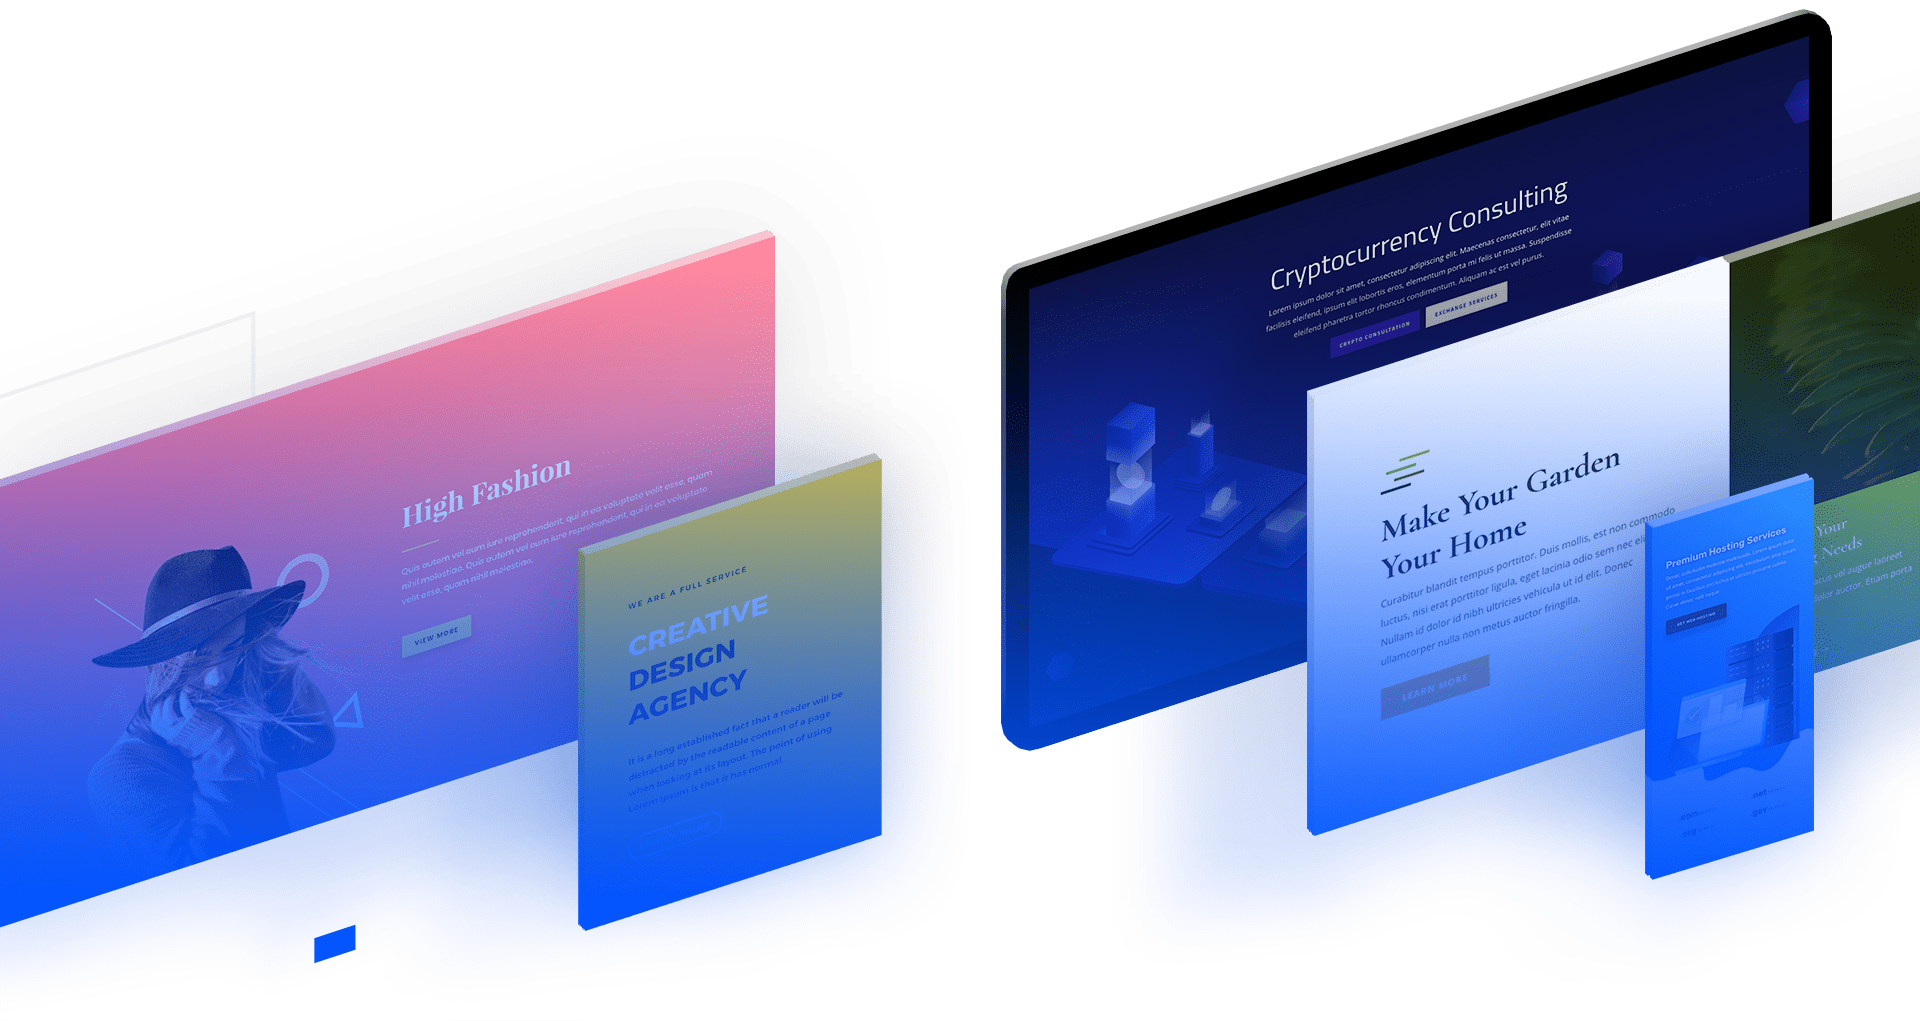 High Fashion
Quis autem vel eum iure reprehenderit, qui in ea voluptate velit esse, quam
nihil molestiae. Quis autem vel eum iure reprehenderit, qui in ea voluptate
velit esse, quam nihil molestiae.
VIEW MORE
WE ARE A FULL SERVICE
CREATIVE
DESIGN
AGENCY
It is a long established fact that a reader will be
distracted by the readable content of a page
when looking at its layout. The point of using
Lorem Ipsum is that it has normal.
Cryptocurrency Consulting
Lorem ipsum dolor sit amet, consectetur adipiscing elit. Maecenas consectetur, elit vitae
facilisis eleifend, ipsum elit lobortis eros, elementum porta mi felis ut massa. Suspendisse
eleifend pharetra tortor rhoncus condimentum. Aliquam ac est vel purus.
CRYPTO CONSULTATION
EXCHANGE SERVICES
Make Your Garden
Your Home
Curabitur blandit tempus porttitor. Duis mollis, est non commodo
luctus, nisi erat porttitor ligula, eget lacinia odio sem nec eli
Nullam id dolor id nibh ultricies vehicula ut id elit. Donec
ullamcorper nulla non metus auctor fringilla.
LEARN MORE
Your
Needs
atus vel augue laoreet
dolor auctor. Etiam porta
Premium Hosting Services
GET WEB HOSTING
.com
.net
.org
.gov